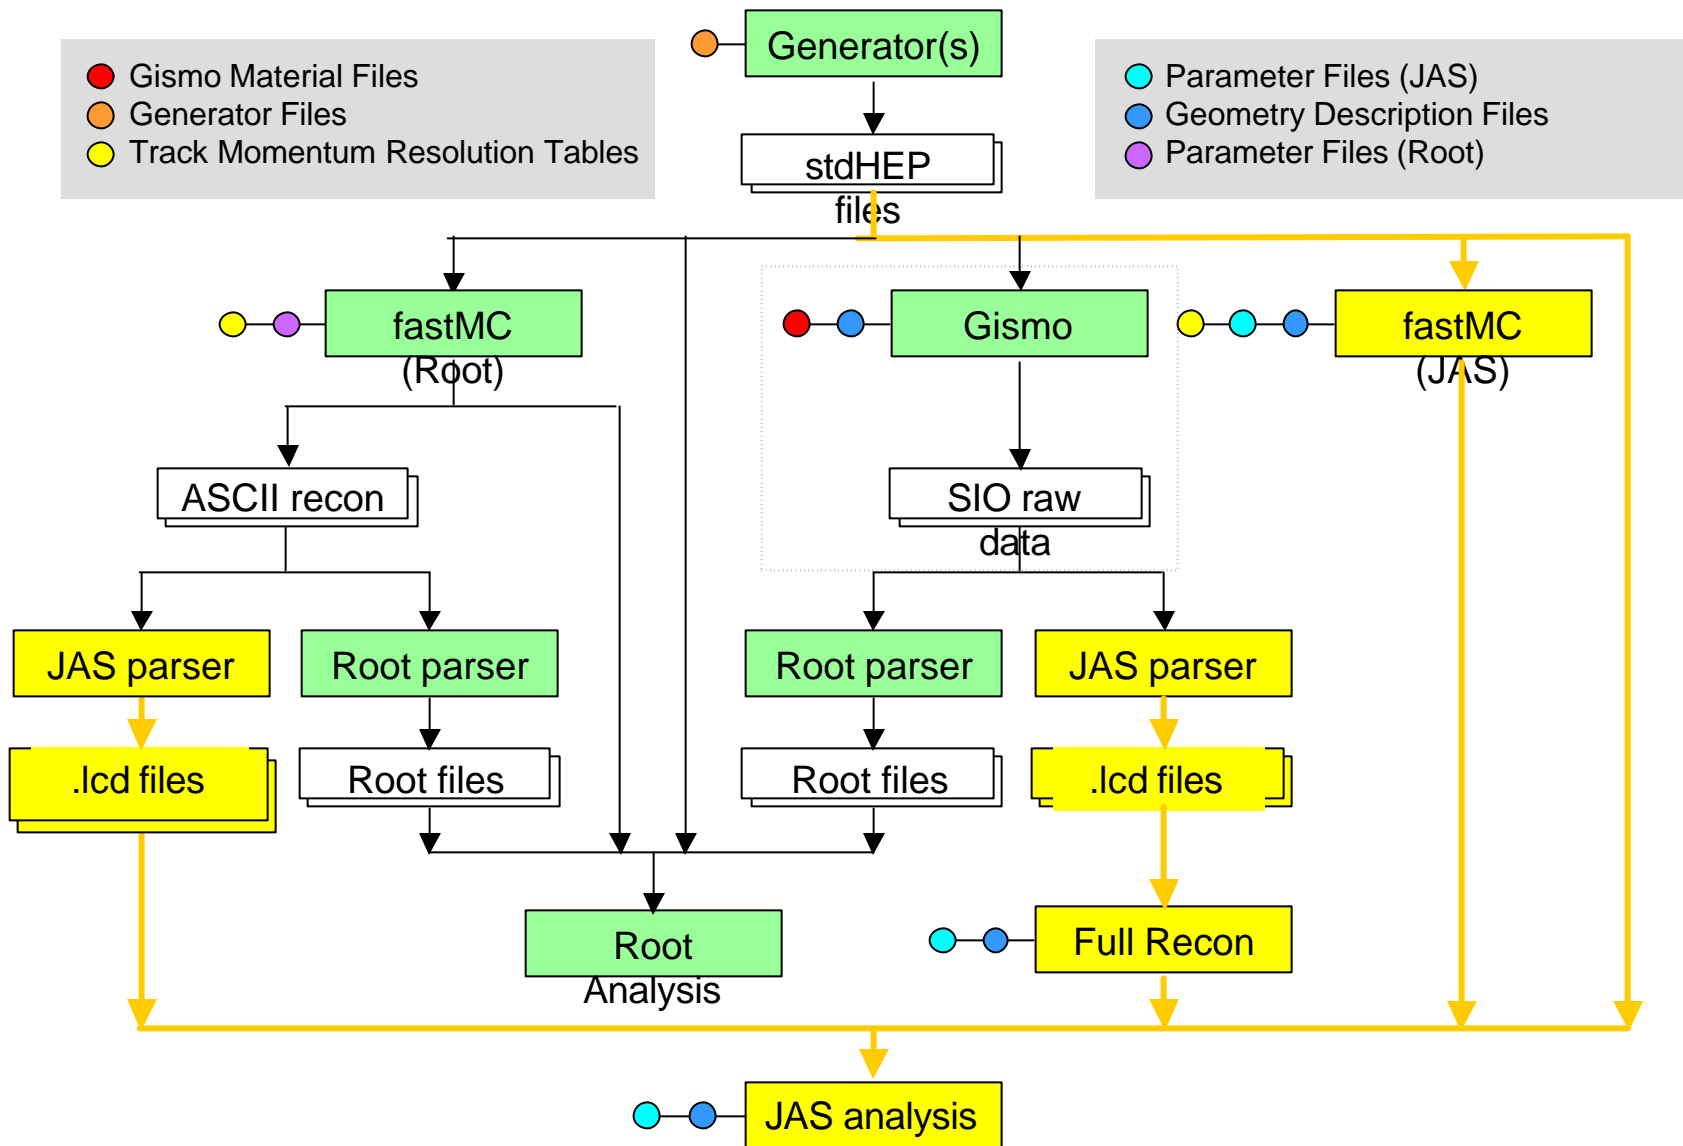 Generator(s)
Gismo Material Files
Generator Files
Track Momentum Resolution Tables
Parameter Files (JAS)
Geometry Description Files
Parameter Files (Root)
stdHEP
files
fastMC
(Root)
Gismo
fastMC
(JAS)
ASCII recon
SIO raw
data
JAS parser
Root parser
Root parser
JAS parser
.lcd files
Root files
Root files
.lcd files
Root
Analysis
Full Recon
JAS analysis